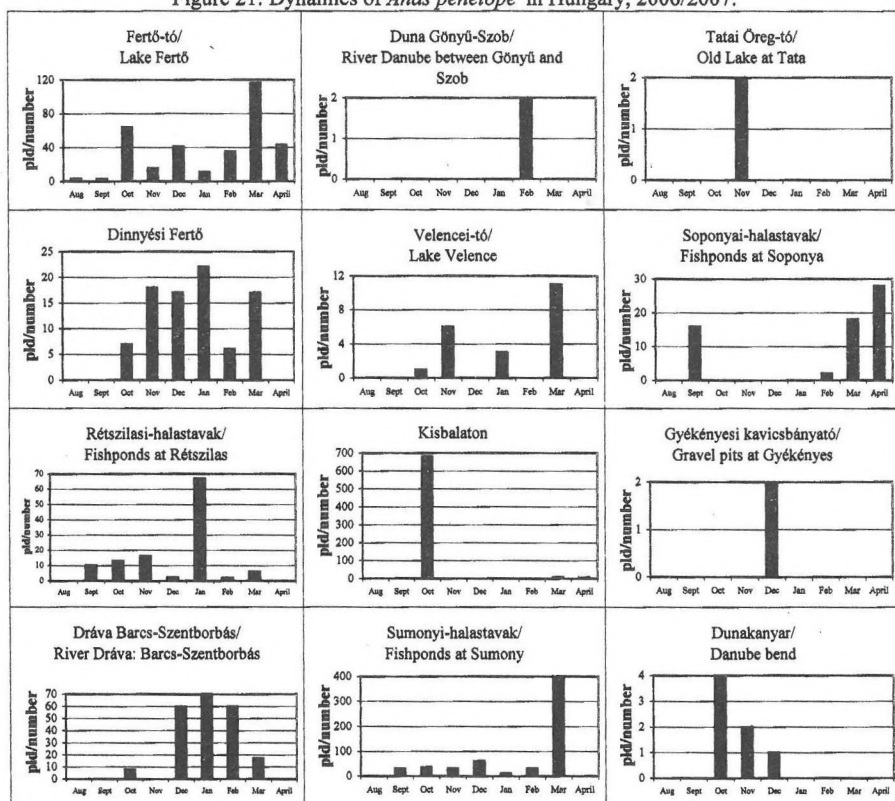 Figure 21. Dynamics of Anas penelope in Hungary, 2006/2007.
Fertő-tó/
Lake Fertő
pld/number
120
80
40
0
Aug Sept Oct Nov Dec Jan Feb Mar April
Duna Gönyű-Szob/
River Danube between Gönyű and
Szob
pld/number
2
1
0
Aug Sept Oct Nov Dec Jan Feb Mar April
Tatai Öreg-tó/
Old Lake at Tata
pld/number
2
1
0
Aug Sept Oct Nov Dec Jan Feb Mar April
Dinnyési Fertő
pld/number
25
20
15
10
5
0
Aug Sept Oct Nov Dec Jan Feb Mar April
Velencei-tó/
Lake Velence
pld/number
12
8
4
0
Aug Sept Oct Nov Dec Jan Feb Mar April
Soponyai-halastavak/
Fishponds at Soponya
pld/number
30
20
10
0
Aug Sept Oct Nov Dec Jan Feb Mar April
Rétszilasi-halastavak/
Fishponds at Rétszilas
pld/number
70
60
50
40
30
20
10
0
Aug Sept Oct Nov Dec Jan Feb Mar April
Kisbalaton
pld/number
700
600
500
400
300
200
100
0
Aug Sept Oct Nov Dec Jan Feb Mar April
Gyékényesi kavicsbányató/
Gravel pits at Gyékényes
pld/number
2
1
0
Aug Sept Oct Nov Dec Jan Feb Mar April
Dráva Barcs-Szentborbás/
River Dráva: Barcs-Szentborbás
pld/number
70
60
50
40
30
20
10
0
Aug Sept Oct Nov Dec Jan Feb Mar April
Sumonyi-halastavak/
Fishponds at Sumony
pld/number
400
300
200
100
0
Aug Sept Oct Nov Dec Jan Feb Mar April
Dunakanyar/
Danube bend
pld/number
4
3
2
1
0
Aug Sept Oct Nov Dec Jan Feb Mar April